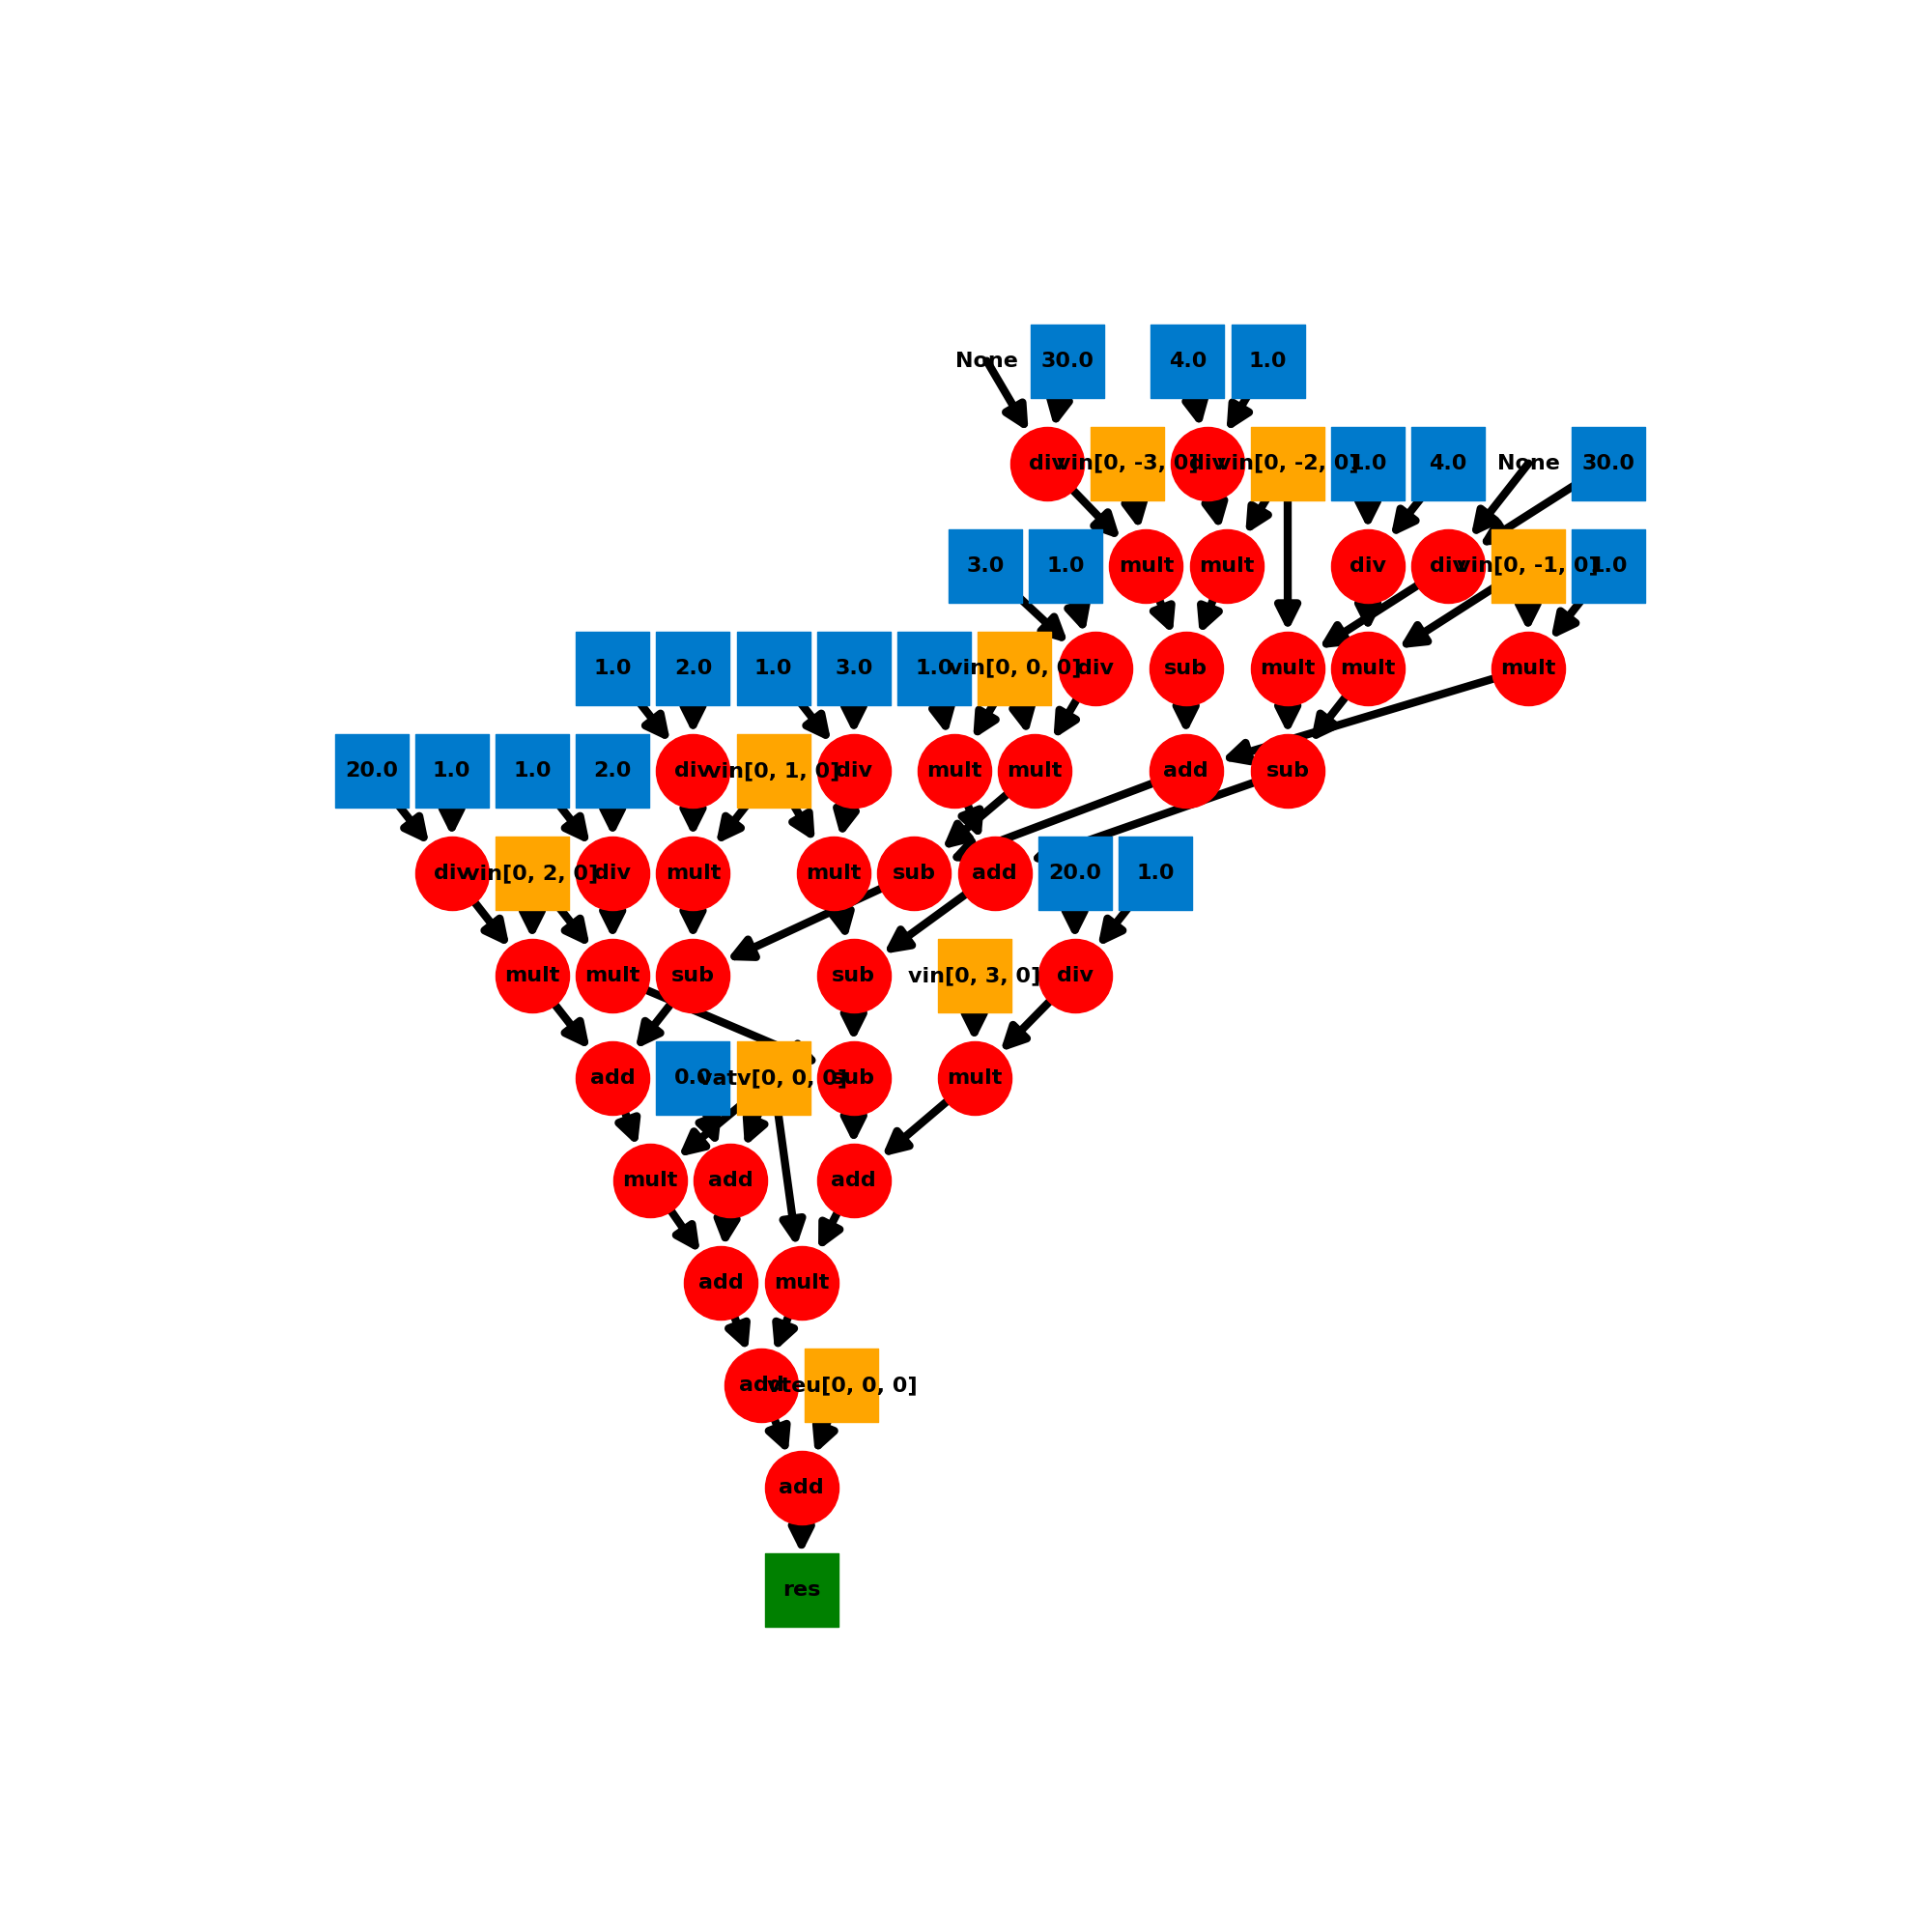 None 30.0 4.0 1.0
div vin[0, -3, 0] div vin[0, -2, 0] 1.0 4.0 None 30.0
3.0 1.0 mult mult div div vin[0, -1, 0] 1.0
1.0 2.0 1.0 3.0 1.0 vin[0, 0, 0] div sub mult mult mult
20.0 1.0 1.0 2.0 div vin[0, 1, 0] div mult mult add sub
div vin[0, 2, 0] div mult mult sub add 20.0 1.0
mult mult sub sub vin[0, 3, 0] div
add 0.0 vatv[0, 0, 0] sub mult
mult add add
add mult
add vteu[0, 0, 0]
add
res